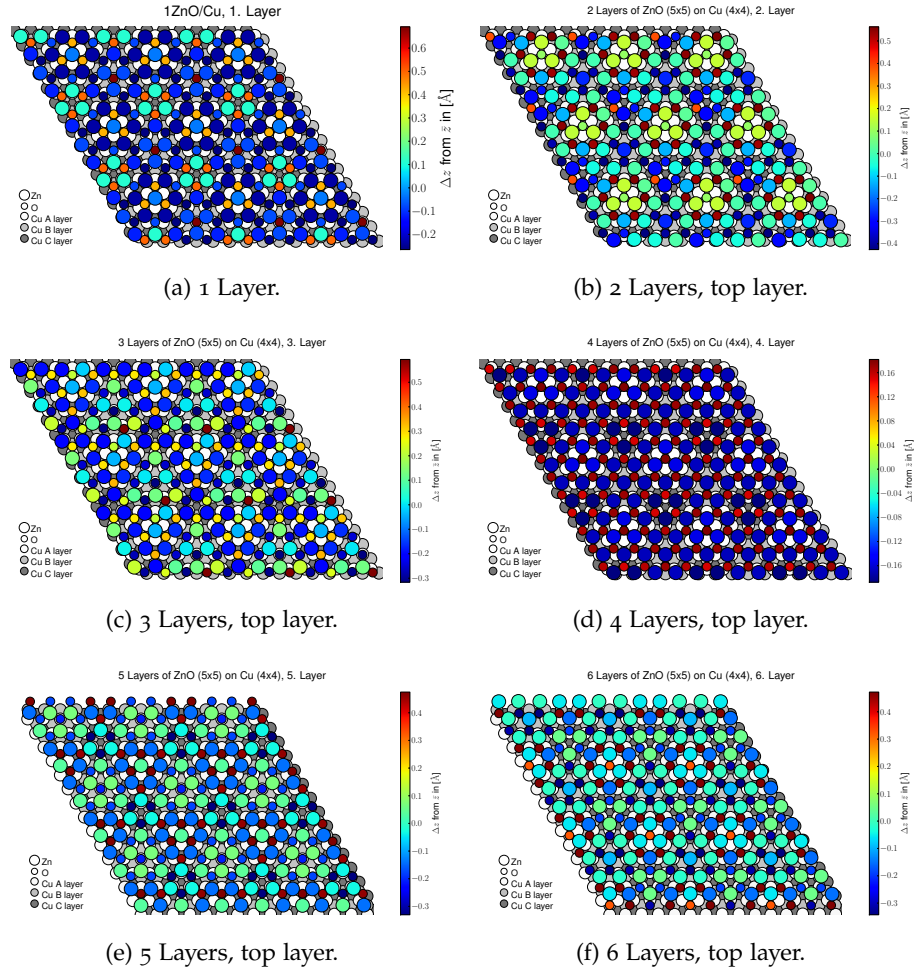 1ZnO/Cu, 1. Layer
0.6
0.5
0.4
0.3
0.2
0.1
0.0
−0.1
−0.2
Δz from z̄ in [Å]
Zn
O
Cu A layer
Cu B layer
Cu C layer
(a) 1 Layer.
2 Layers of ZnO (5x5) on Cu (4x4), 2. Layer
0.5
0.4
0.3
0.2
0.1
0.0
−0.1
−0.2
−0.3
−0.4
Δz from z̄ in [Å]
Zn
O
Cu A layer
Cu B layer
Cu C layer
(b) 2 Layers, top layer.
3 Layers of ZnO (5x5) on Cu (4x4), 3. Layer
0.5
0.4
0.3
0.2
0.1
0.0
−0.1
−0.2
−0.3
Δz from z̄ in [Å]
Zn
O
Cu A layer
Cu B layer
Cu C layer
(c) 3 Layers, top layer.
4 Layers of ZnO (5x5) on Cu (4x4), 4. Layer
0.16
0.12
0.08
0.04
0.00
−0.04
−0.08
−0.12
−0.16
Δz from z̄ in [Å]
Zn
O
Cu A layer
Cu B layer
Cu C layer
(d) 4 Layers, top layer.
5 Layers of ZnO (5x5) on Cu (4x4), 5. Layer
0.4
0.3
0.2
0.1
0.0
−0.1
−0.2
−0.3
Δz from z̄ in [Å]
Zn
O
Cu A layer
Cu B layer
Cu C layer
(e) 5 Layers, top layer.
6 Layers of ZnO (5x5) on Cu (4x4), 6. Layer
0.4
0.3
0.2
0.1
0.0
−0.1
−0.2
−0.3
Δz from z̄ in [Å]
Zn
O
Cu A layer
Cu B layer
Cu C layer
(f) 6 Layers, top layer.